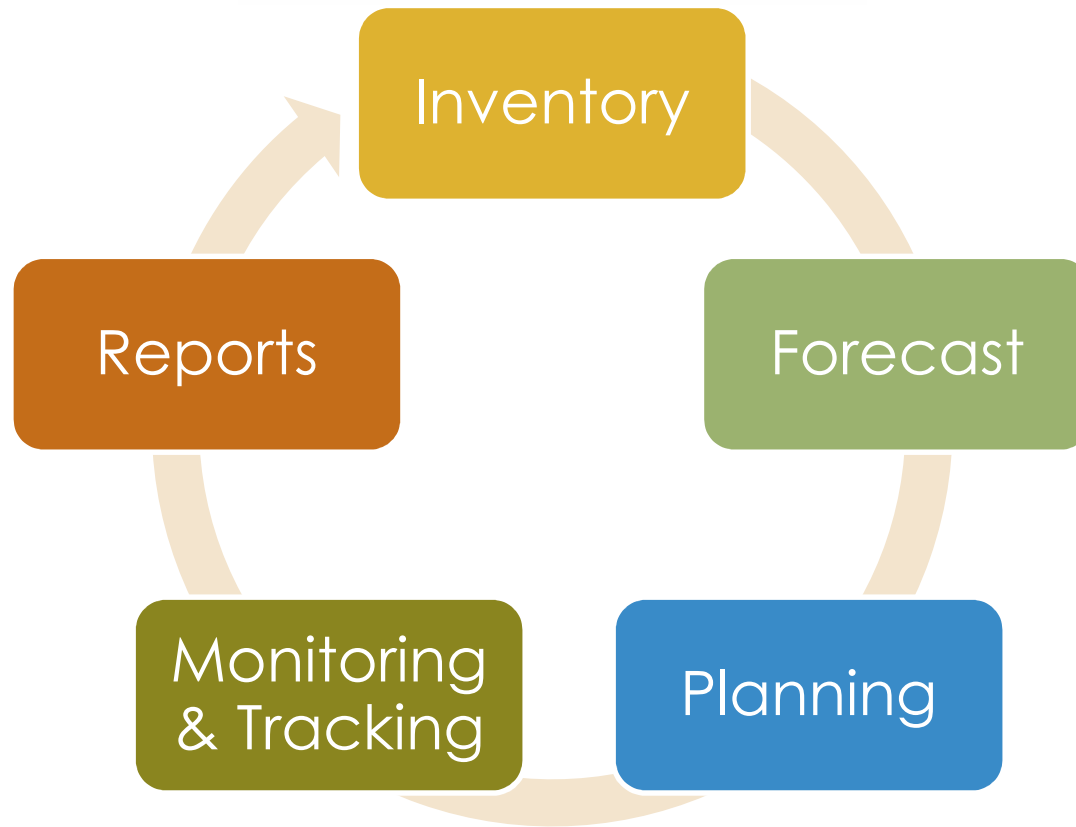 Inventory
Forecast
Planning
Monitoring
& Tracking
Reports